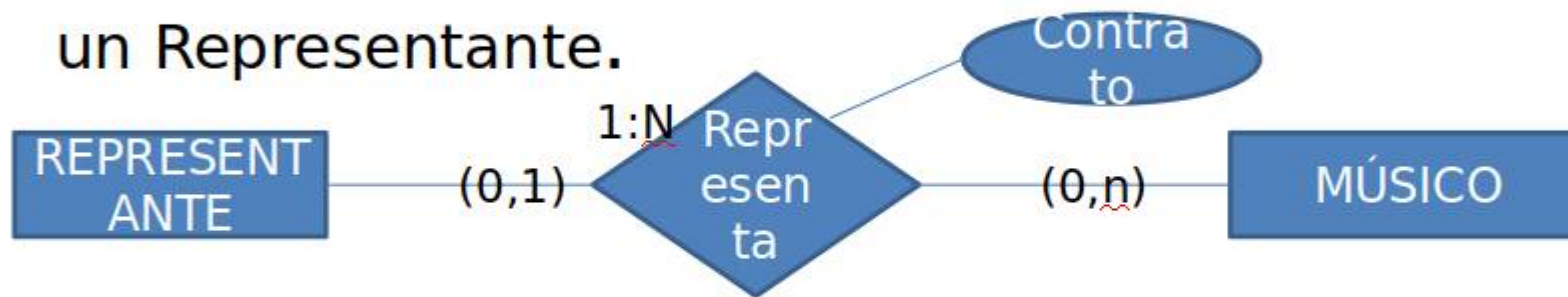 un Representante.
Contra
to
1:N
Repr
esen
ta
REPRESENT
ANTE
(0,1)
(0,n)
MÚSICO